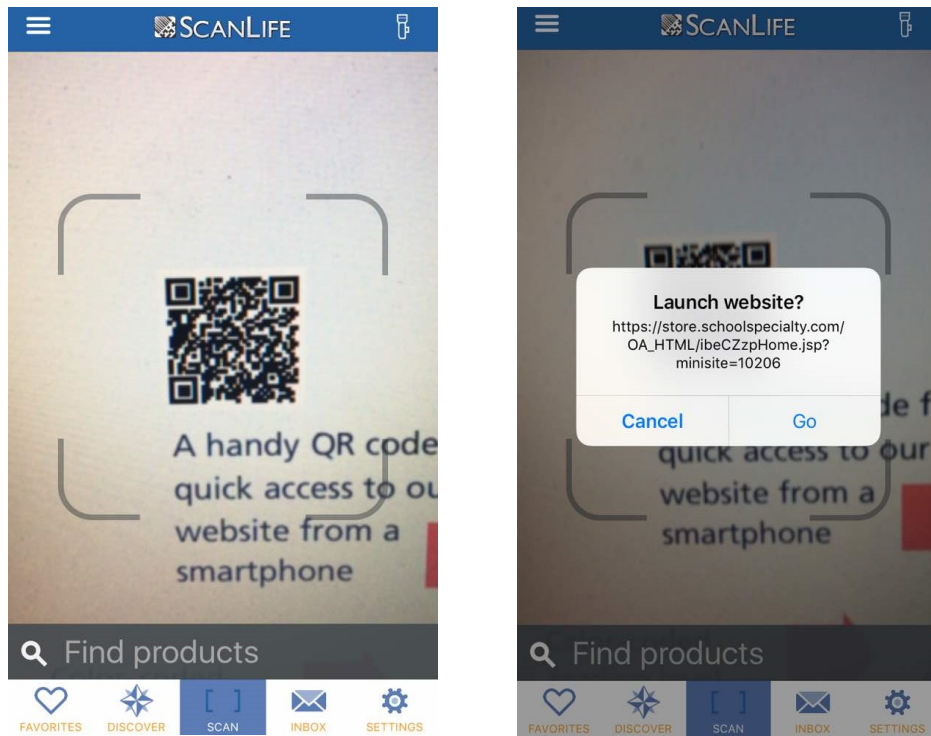 SCANLIFE
A handy QR code
quick access to ou
website from a
smartphone
Find products
FAVORITES DISCOVER SCAN INBOX SETTINGS
SCANLIFE
Launch website?
https://store.schoolspecialty.com/
OA_HTML/ibeCZzpHome.jsp?
minisite=10206
Cancel Go
de f
quick access to our
website from a
smartphone
Find products
FAVORITES DISCOVER SCAN INBOX SETTINGS